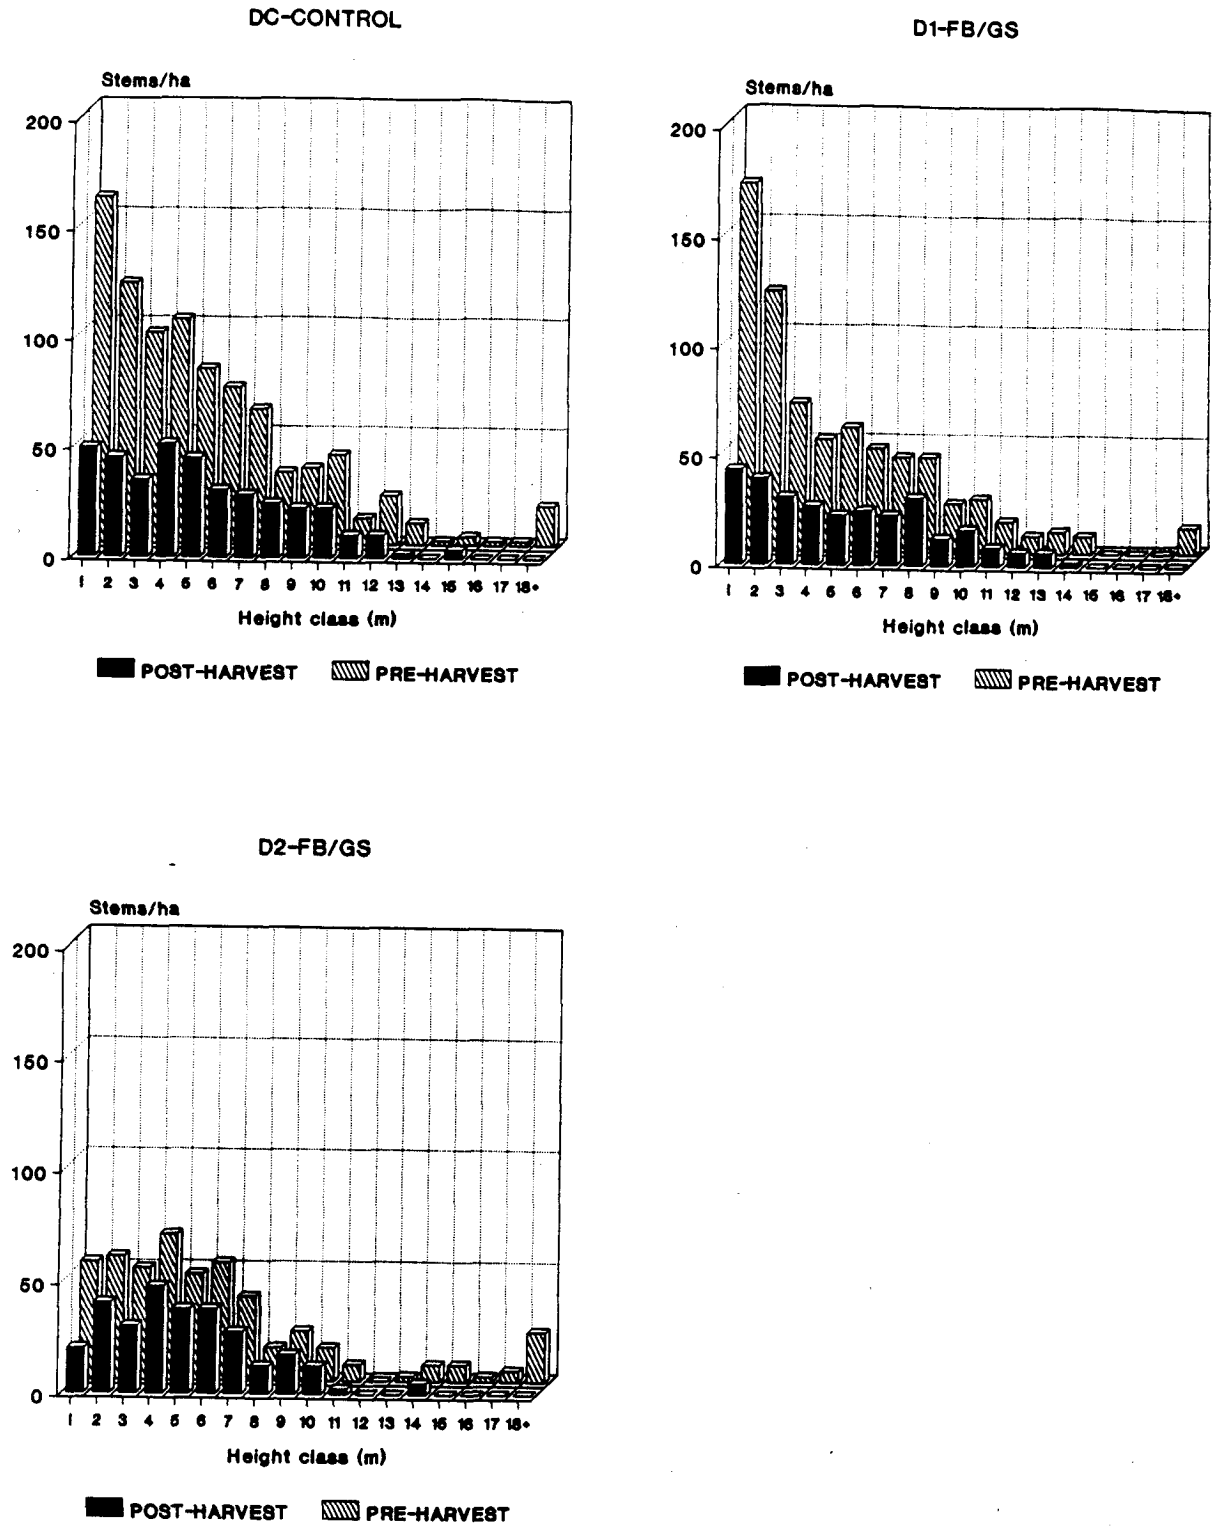 DC-CONTROL
Stems/ha
200
150
100
50
0
1 2 3 4 5 6 7 8 9 10 11 12 13 14 15 16 17 18+
Height class (m)
POST-HARVEST PRE-HARVEST
D1-FB/GS
Stems/ha
200
150
100
50
0
1 2 3 4 5 6 7 8 9 10 11 12 13 14 15 16 17 18+
Height class (m)
POST-HARVEST PRE-HARVEST
D2-FB/GS
Stems/ha
200
150
100
50
0
1 2 3 4 5 6 7 8 9 10 11 12 13 14 15 16 17 18+
Height class (m)
POST-HARVEST PRE-HARVEST